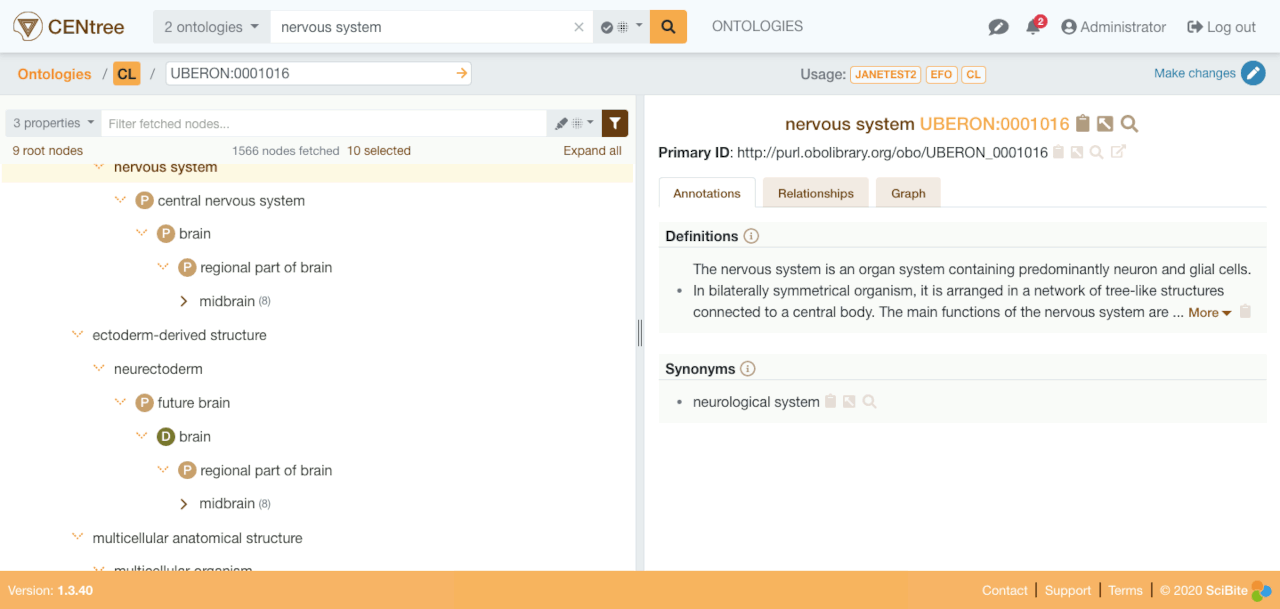 CENtree
2 ontologies
nervous system
ONTOLOGIES
2
Administrator
Log out
Ontologies / CL / UBERON:0001016
Usage: JANETEST2 EFO CL
Make changes
3 properties
Filter fetched nodes...
9 root nodes
1566 nodes fetched
10 selected
Expand all
nervous system
P central nervous system
P brain
P regional part of brain
midbrain (8)
ectoderm-derived structure
neurectoderm
P future brain
D brain
P regional part of brain
midbrain (8)
multicellular anatomical structure
multicellular organism
nervous system UBERON:0001016
Primary ID: http://purl.obolibrary.org/obo/UBERON_0001016
Annotations
Relationships
Graph
Definitions
The nervous system is an organ system containing predominantly neuron and glial cells.
• In bilaterally symmetrical organism, it is arranged in a network of tree-like structures
connected to a central body. The main functions of the nervous system are ... More
Synonyms
• neurological system
Version: 1.3.40
Contact | Support | Terms | © 2020 SciBite